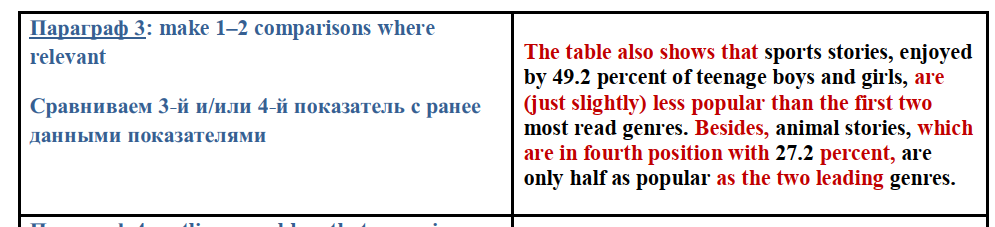 Параграф 3: make 1–2 comparisons where
relevant
Сравниваем 3-й и/или 4-й показатель с ранее
данными показателями
The table also shows that sports stories, enjoyed
by 49.2 percent of teenage boys and girls, are
(just slightly) less popular than the first two
most read genres. Besides, animal stories, which
are in fourth position with 27.2 percent, are
only half as popular as the two leading genres.